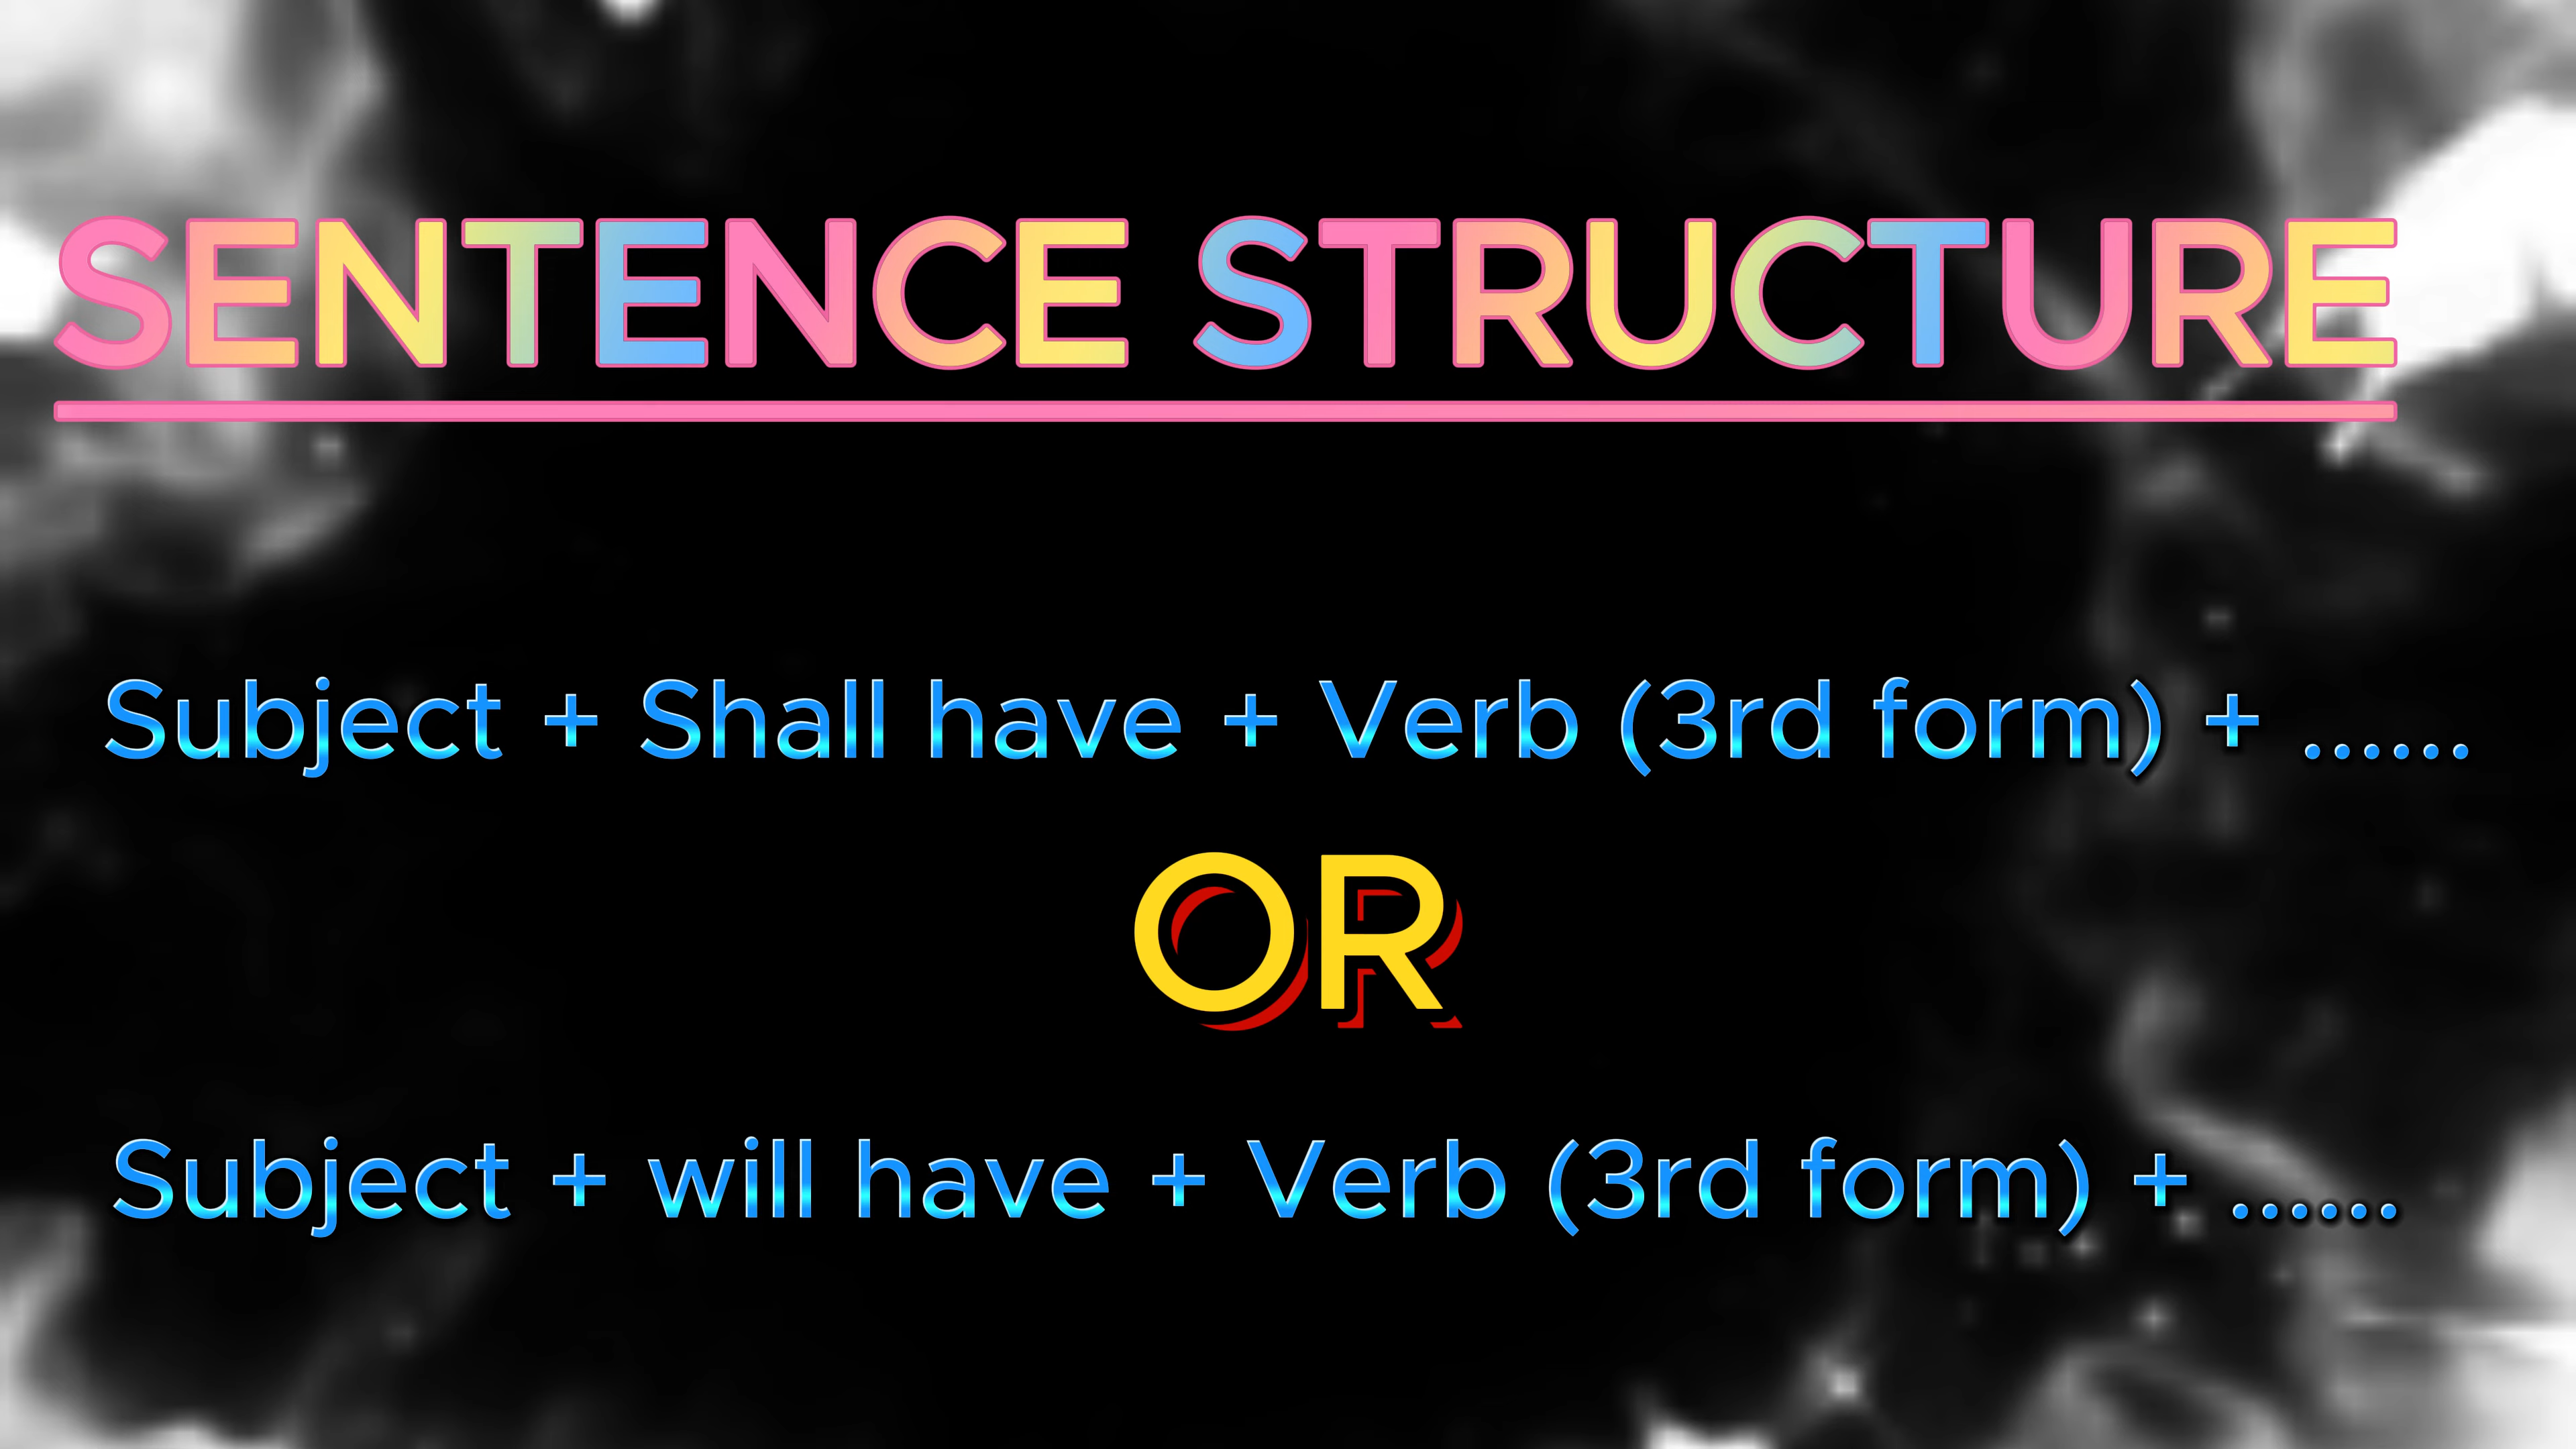 SENTENCE STRUCTURE
Subject + Shall have + Verb (3rd form) + ......
OR
Subject + will have + Verb (3rd form) + ......